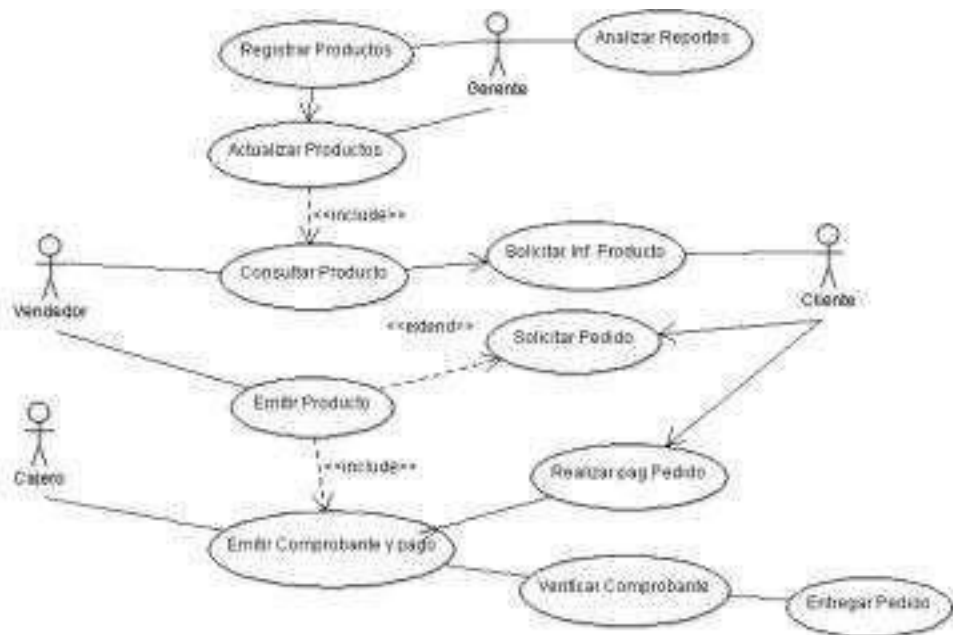 Registrar Productos
Analizar Reportes
Gerente
Actualizar Productos
<<include>>
Consultar Producto
Solicitar Inf. Producto
Vendedor
Cliente
<<extend>>
Solicitar Pedido
Emitir Producto
Cajero
<<include>>
Realizar pag Pedido
Emitir Comprobante y pago
Verificar Comprobante
Entregar Pedido